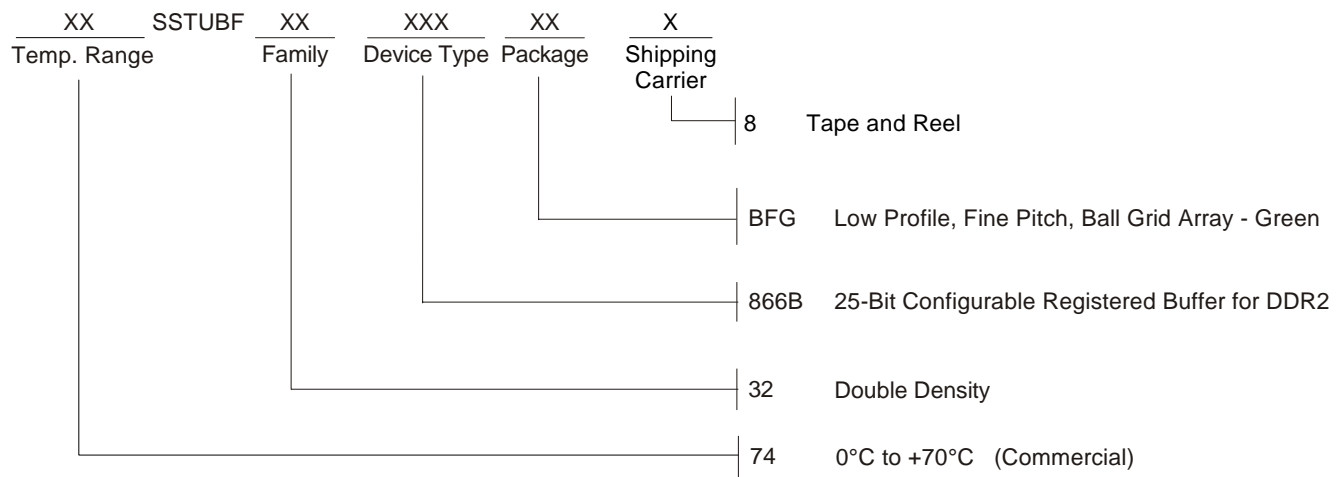 XX SSTUBF XX XXX XX X
Temp. Range Family Device Type Package Shipping
Carrier
8 Tape and Reel
BFG Low Profile, Fine Pitch, Ball Grid Array - Green
866B 25-Bit Configurable Registered Buffer for DDR2
32 Double Density
74 0°C to +70°C (Commercial)